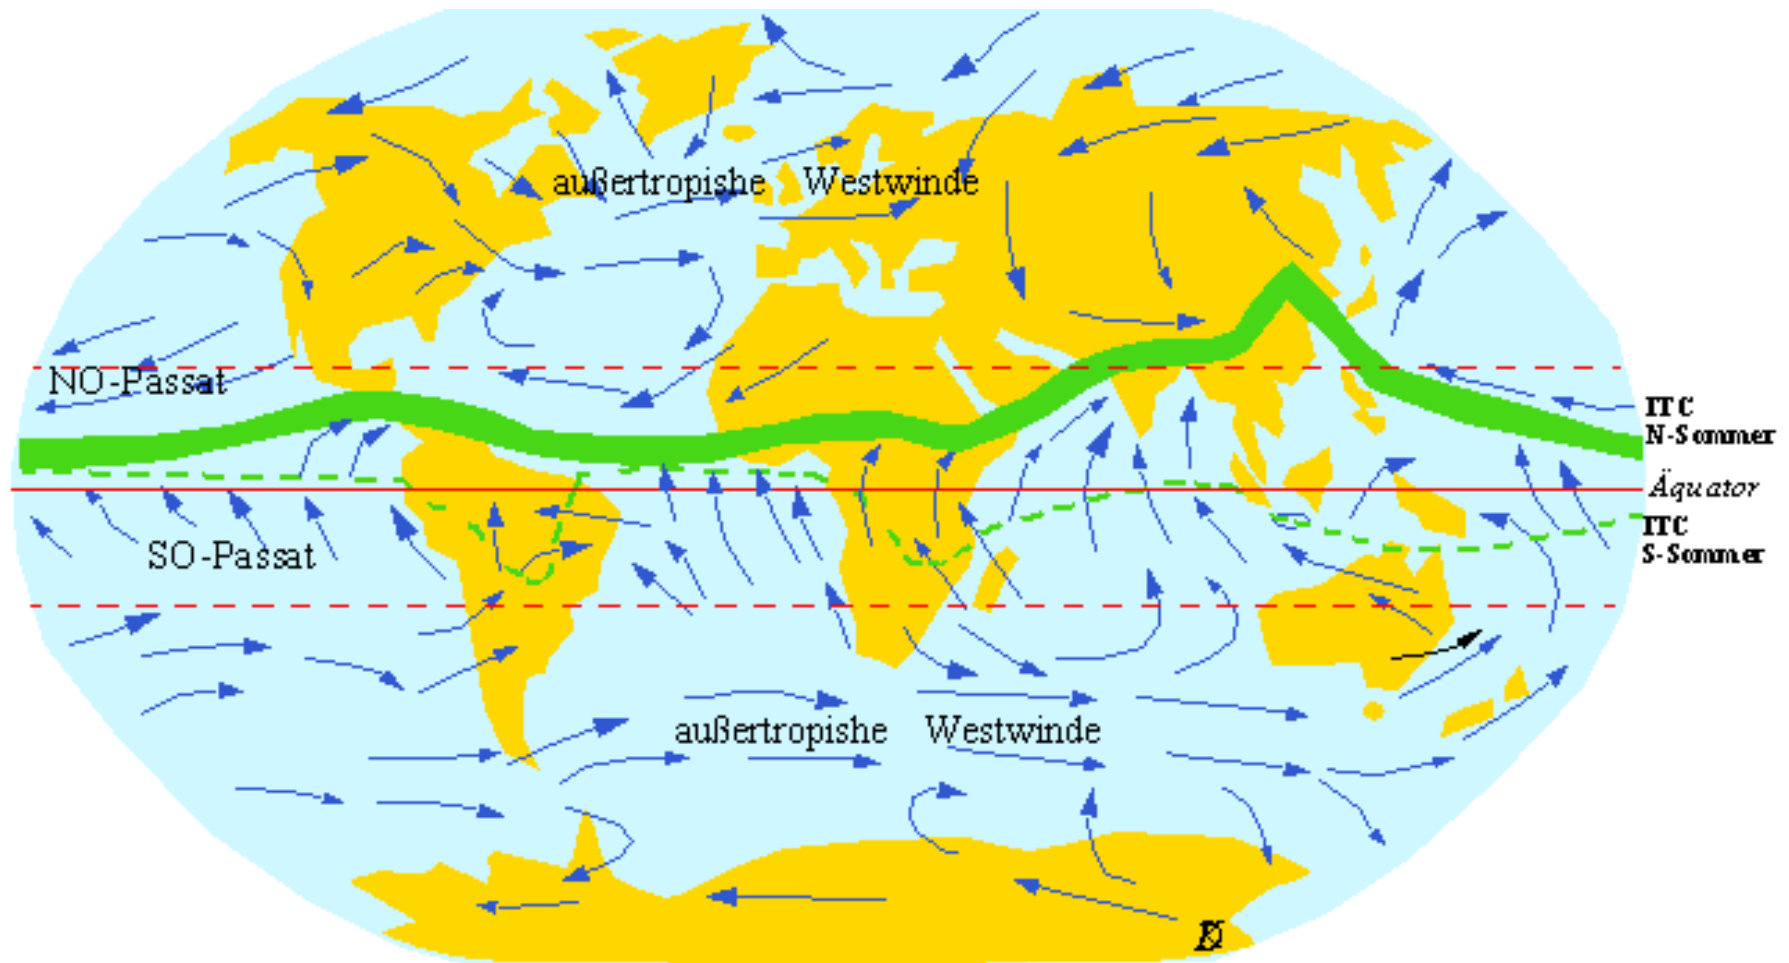 außertropishe Westwinde
NO-Passat
ITC
N-Sommer
Äquator
ITC
S-Sommer
SO-Passat
außertropishe Westwinde